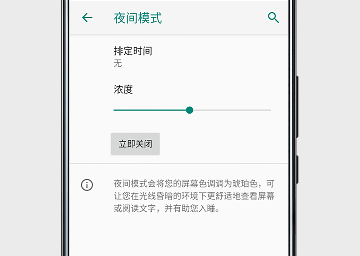 夜间模式
排定时间
无
浓度
立即关闭
夜间模式会将您的屏幕色调调为琥珀色，可
让您在光线昏暗的环境下更舒适地查看屏幕
或阅读文字，并有助您入睡。